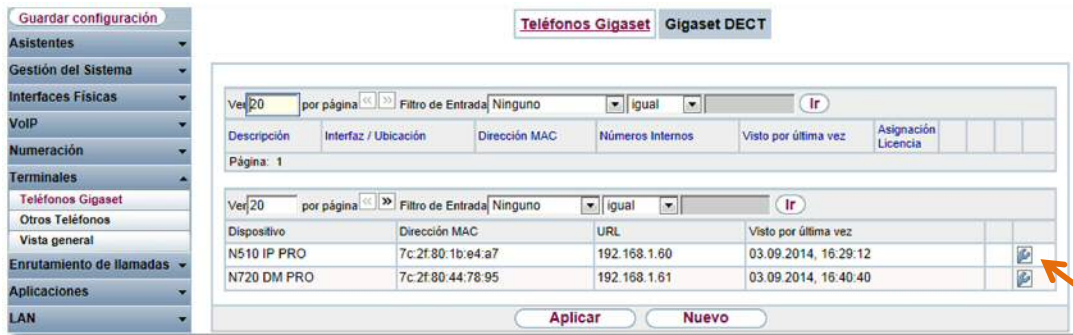 Guardar configuración
Asistentes
Gestión del Sistema
Interfaces Físicas
VoIP
Numeración
Terminales
Teléfonos Gigaset
Otros Teléfonos
Vista general
Enrutamiento de llamadas
Aplicaciones
LAN
Teléfonos Gigaset Gigaset DECT
Ver 20 por página << >> Filtro de Entrada Ninguno igual Ir
Descripción Interfaz / Ubicación Dirección MAC Números Internos Visto por última vez Asignación Licencia
Página: 1
Ver 20 por página << >> Filtro de Entrada Ninguno igual Ir
Dispositivo Dirección MAC URL Visto por última vez
N510 IP PRO 7c:2f:80:1b:e4:a7 192.168.1.60 03.09.2014, 16:29:12
N720 DM PRO 7c:2f:80:44:78:95 192.168.1.61 03.09.2014, 16:40:40
Aplicar Nuevo